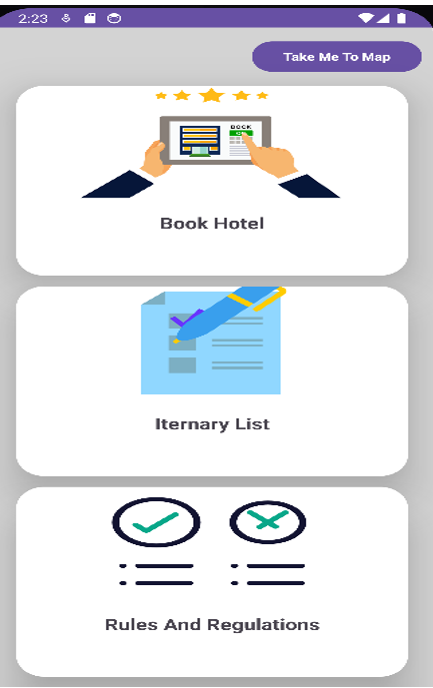 2:23
Take Me To Map
BOOK
Book Hotel
Iternary List
Rules And Regulations